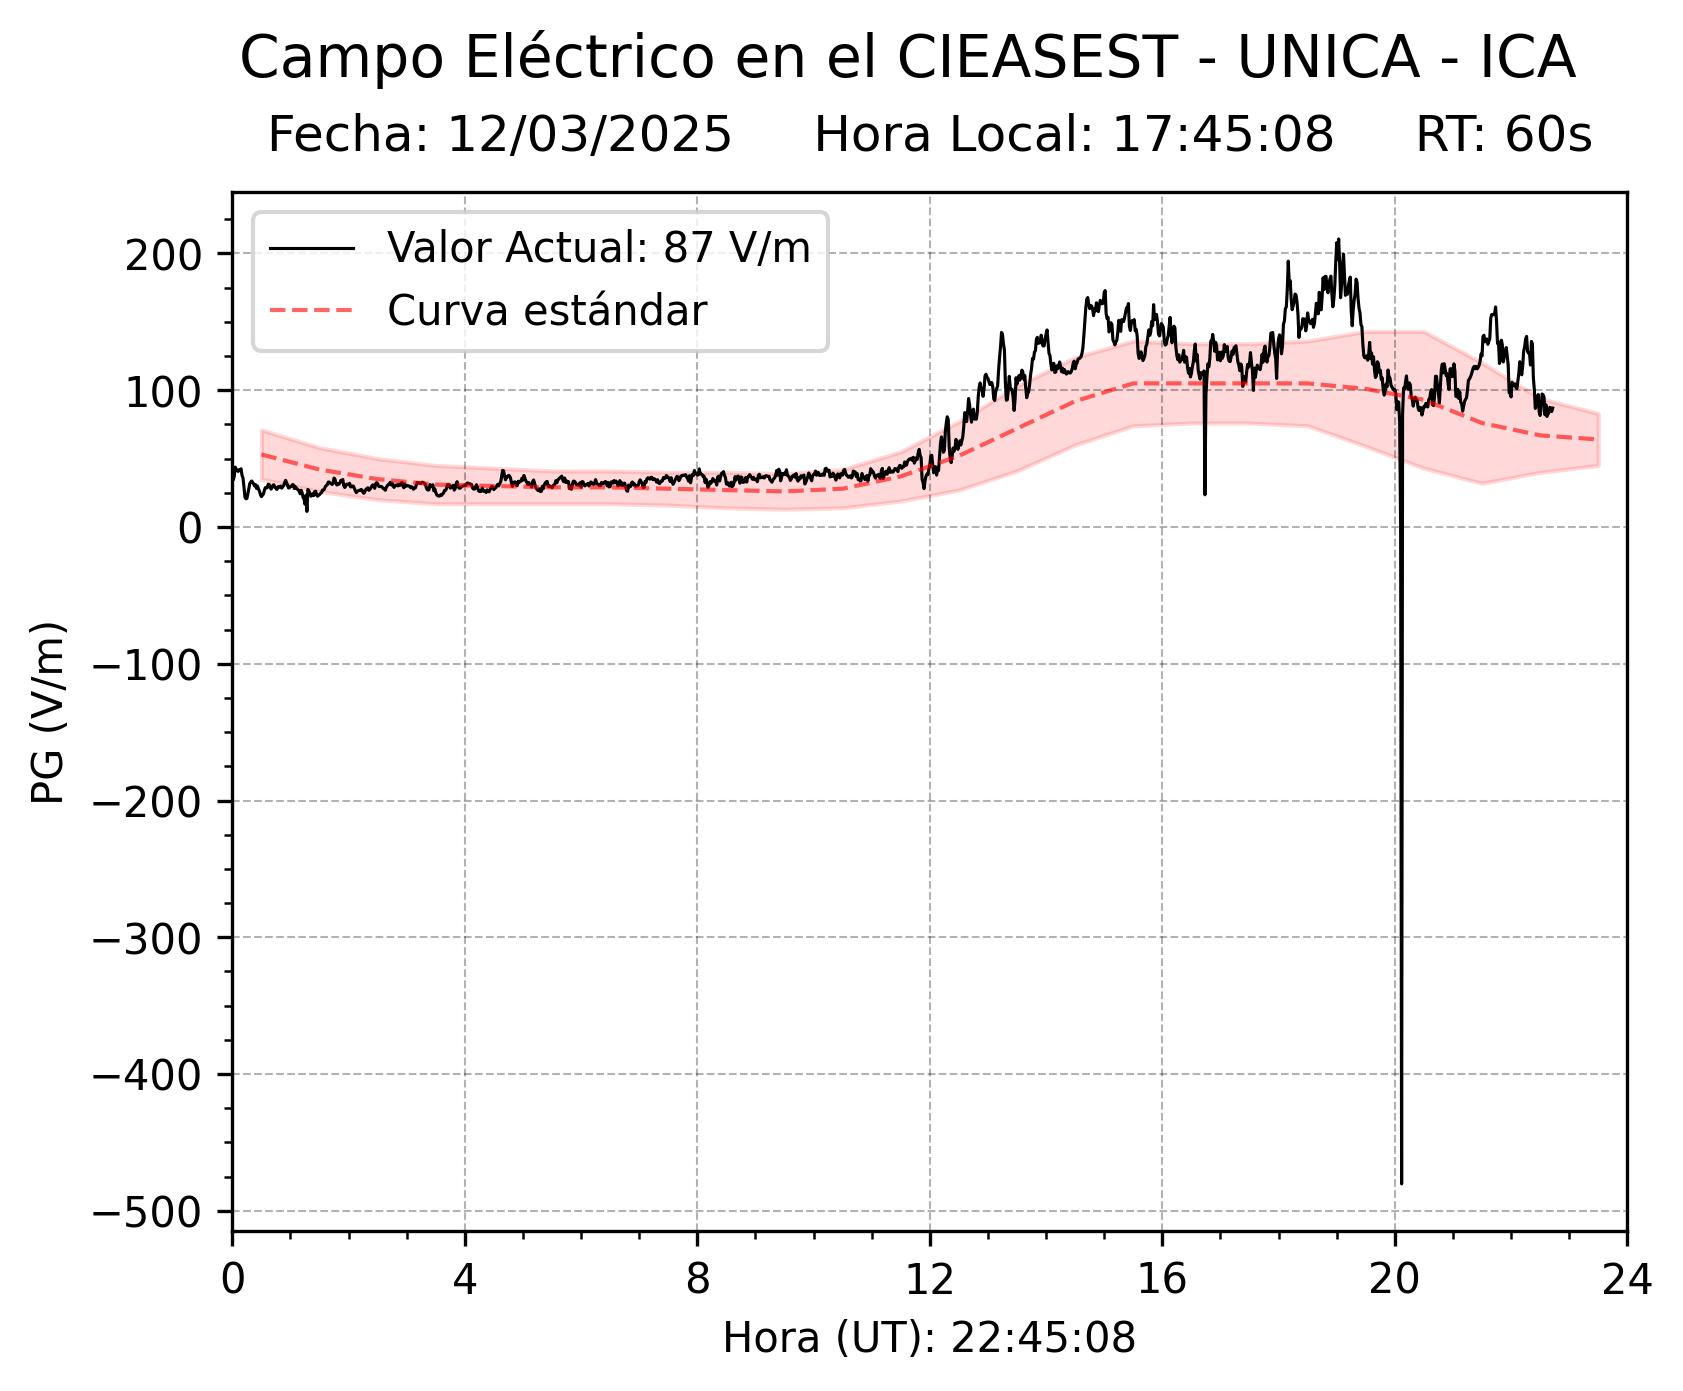 Campo Eléctrico en el CIEASEST - UNICA - ICA
Fecha: 12/03/2025 Hora Local: 17:45:08 RT: 60s
Valor Actual: 87 V/m
Curva estándar
PG (V/m)
200
100
0
−100
−200
−300
−400
−500
0 4 8 12 16 20 24
Hora (UT): 22:45:08